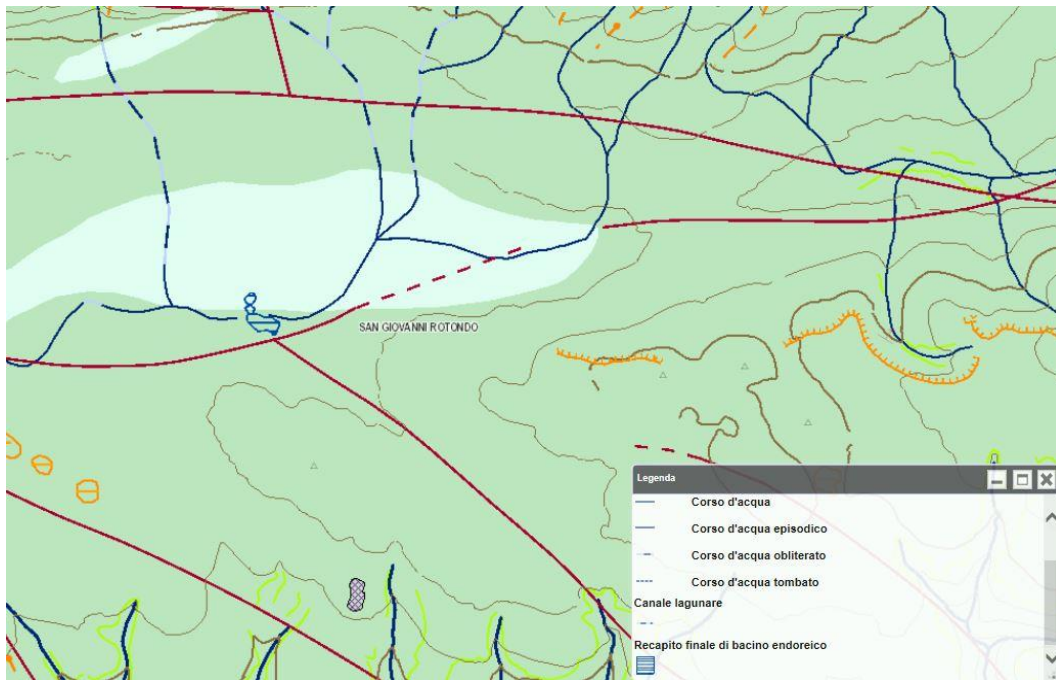 SAN GIOVANNI ROTONDO
Legenda
Corso d'acqua
Corso d'acqua episodico
Corso d'acqua obliterato
Corso d'acqua tombato
Canale lagunare
Recapito finale di bacino endoreico